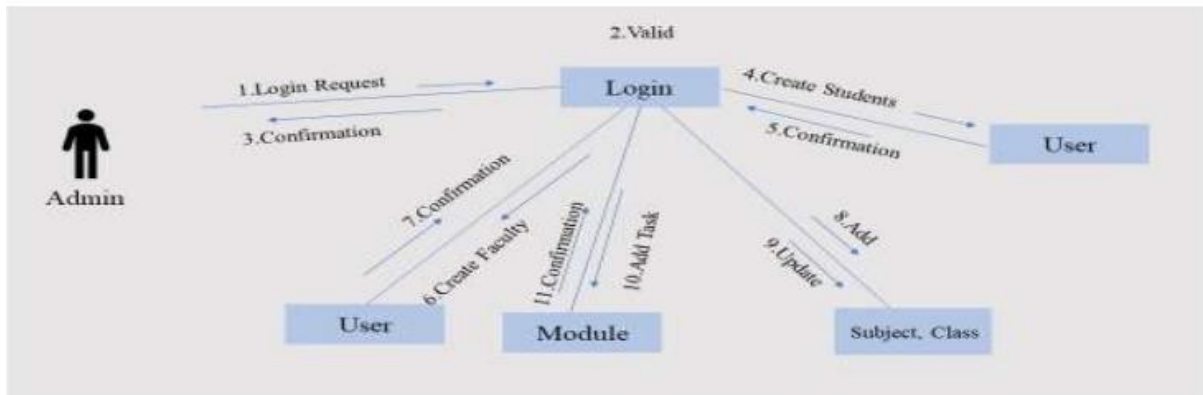 2.Valid
1.Login Request
Login
4.Create Students
3.Confirmation
5.Confirmation
User
Admin
7.Confirmation
6.Create Faculty
11.Confirmation
10.Add Task
8.Add
9.Update
User
Module
Subject, Class